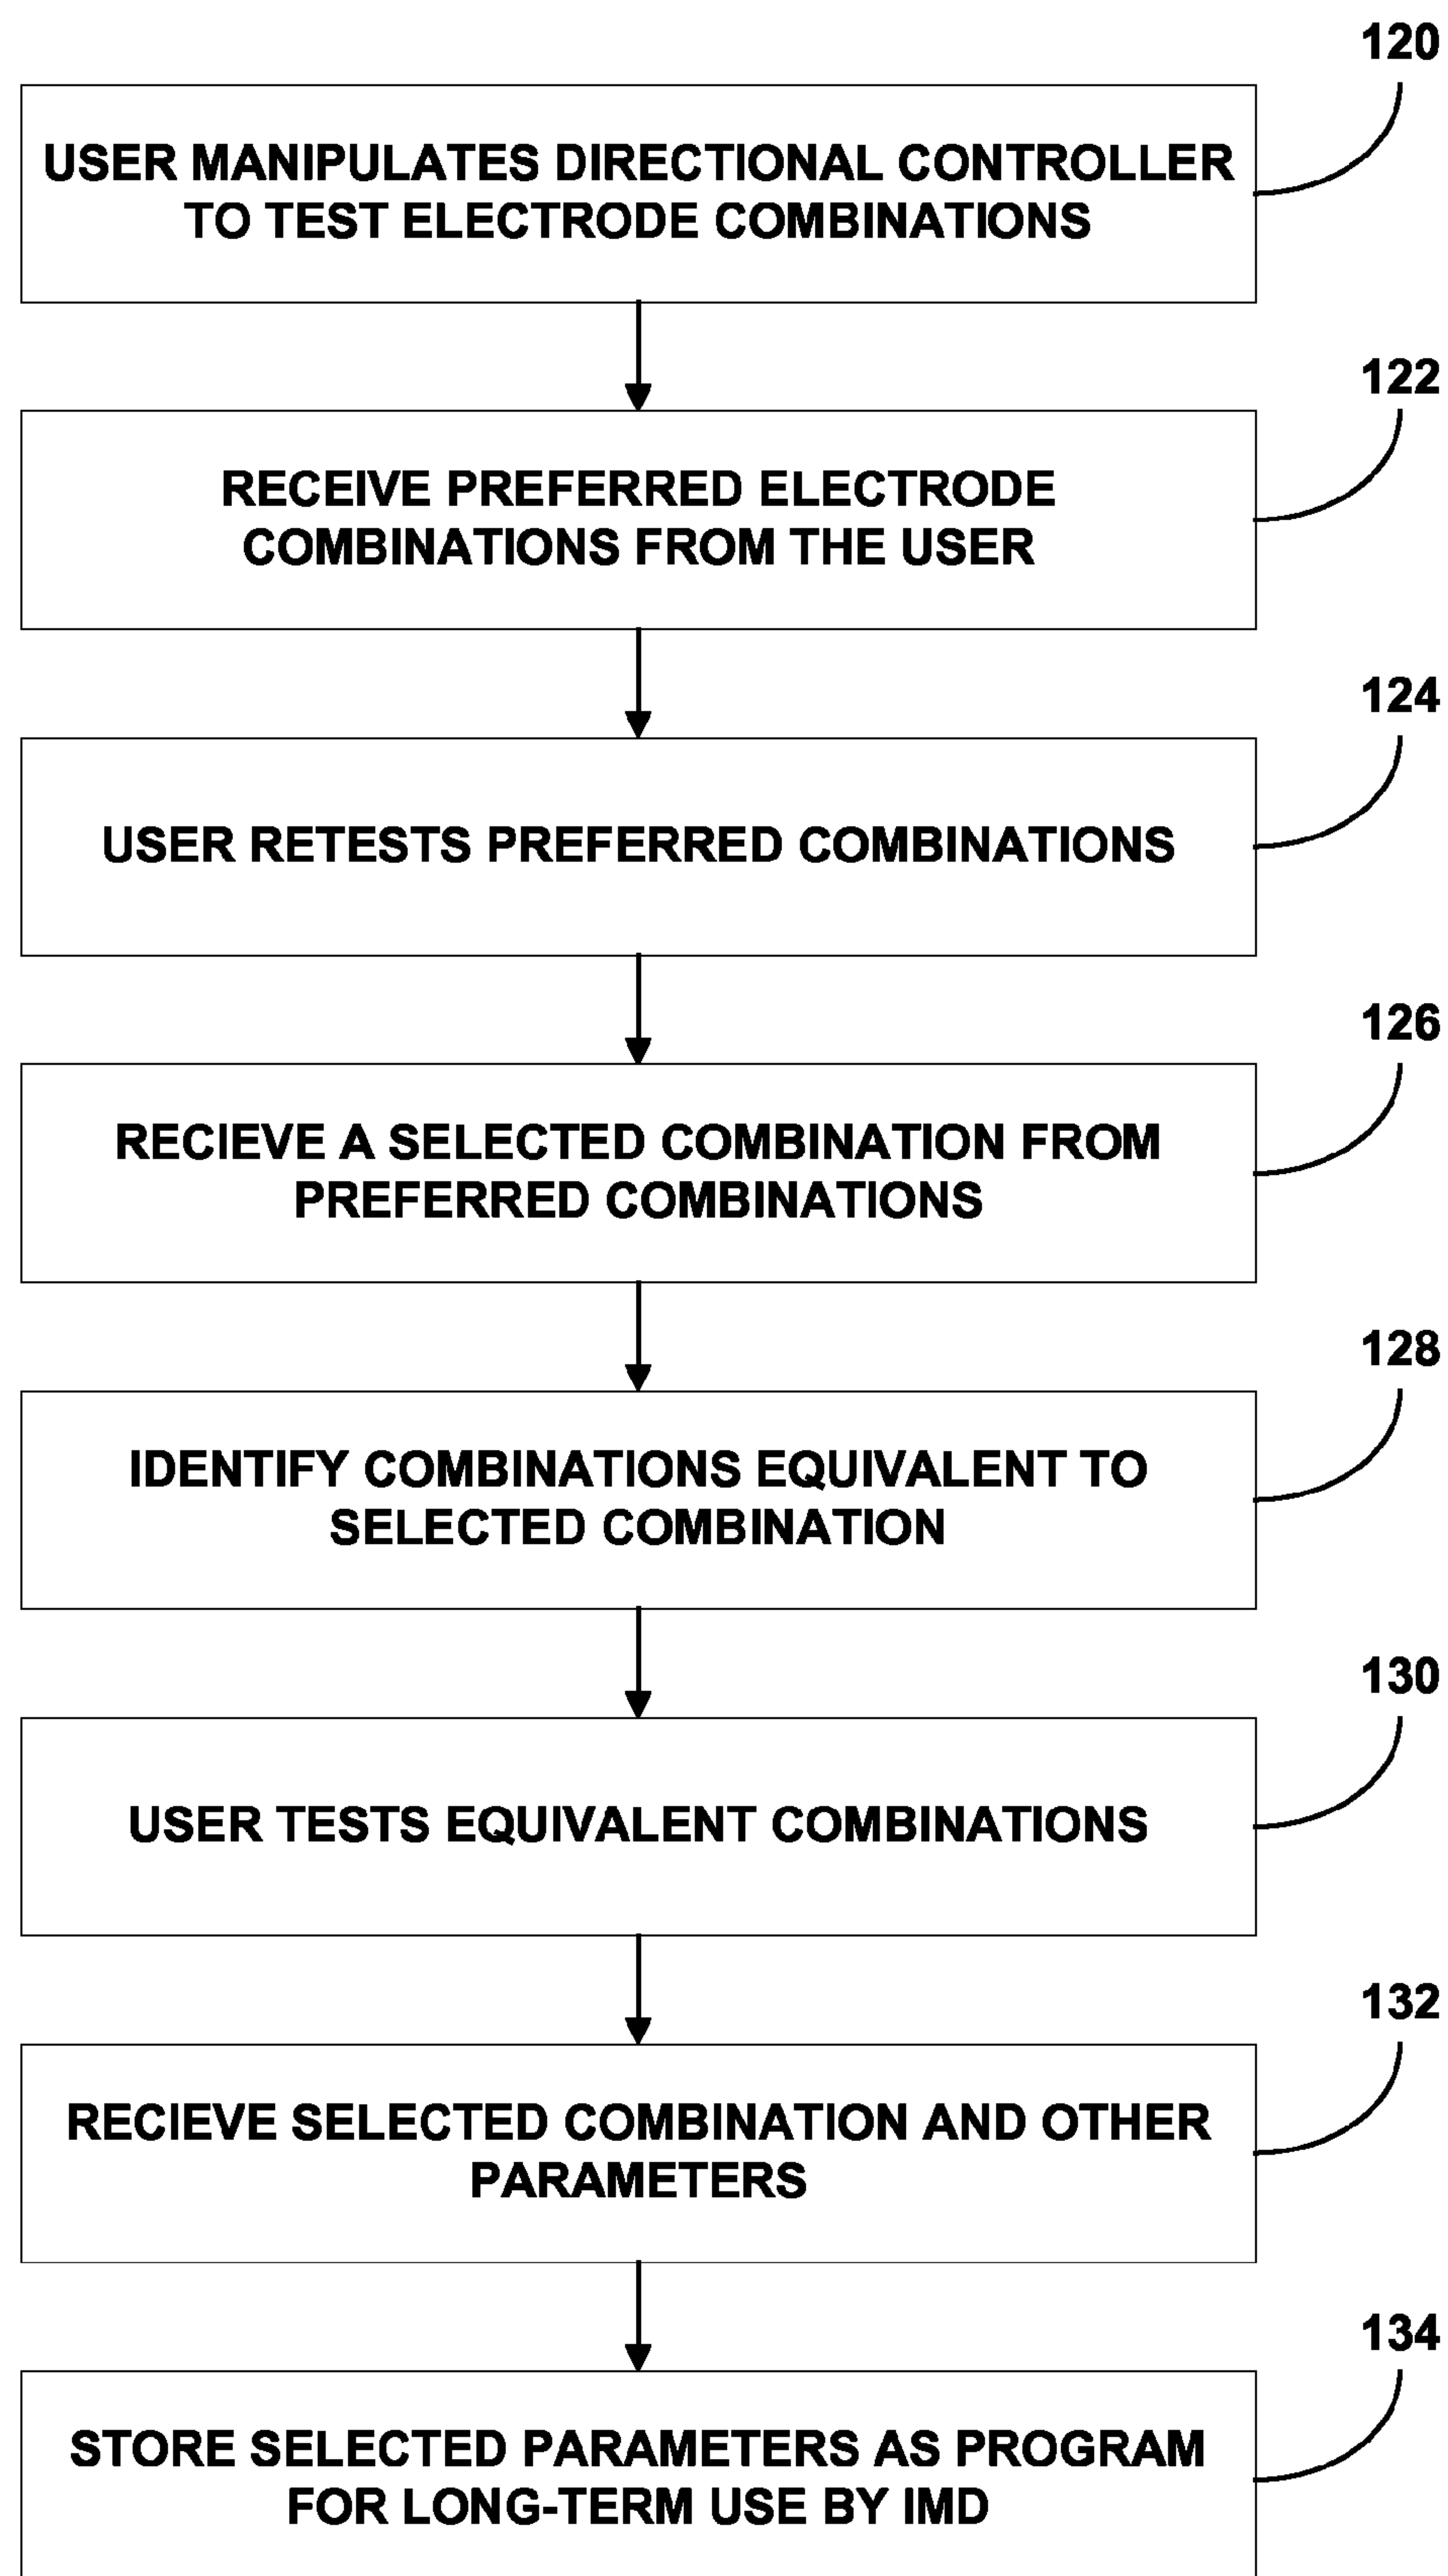 120
USER MANIPULATES DIRECTIONAL CONTROLLER
TO TEST ELECTRODE COMBINATIONS
122
RECEIVE PREFERRED ELECTRODE
COMBINATIONS FROM THE USER
124
USER RETESTS PREFERRED COMBINATIONS
126
RECIEVE A SELECTED COMBINATION FROM
PREFERRED COMBINATIONS
128
IDENTIFY COMBINATIONS EQUIVALENT TO
SELECTED COMBINATION
130
USER TESTS EQUIVALENT COMBINATIONS
132
RECIEVE SELECTED COMBINATION AND OTHER
PARAMETERS
134
STORE SELECTED PARAMETERS AS PROGRAM
FOR LONG-TERM USE BY IMD